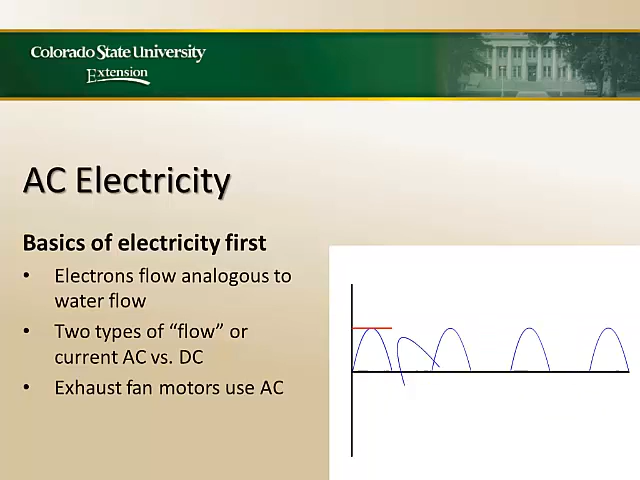 Colorado State University
Extension
AC Electricity
Basics of electricity first
• Electrons flow analogous to
water flow
• Two types of “flow” or
current AC vs. DC
• Exhaust fan motors use AC